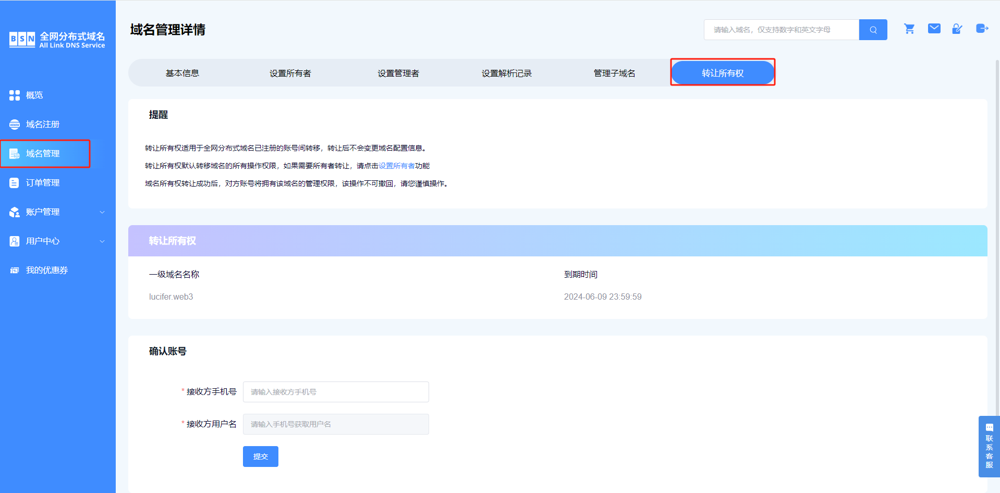 BSN 全网分布式域名
All Link DNS Service
概览
域名注册
域名管理
订单管理
账户管理
用户中心
我的优惠券
域名管理详情
请输入域名，仅支持数字和英文字母
基本信息 设置所有者 设置管理者 设置解析记录 管理子域名 转让所有权
提醒
转让所有权适用于全网分布式域名已注册的账号间转移，转让后不会变更域名配置信息。
转让所有权默认转移域名的所有操作权限，如果需要所有者转让，请点击设置所有者功能
域名所有权转让成功后，对方账号将拥有该域名的管理权限，该操作不可撤回，请您谨慎操作。
转让所有权
一级域名名称 到期时间
lucifer.web3 2024-06-09 23:59:59
确认账号
* 接收方手机号 请输入接收方手机号
* 接收方用户名 请输入手机号获取用户名
提交
联系客服